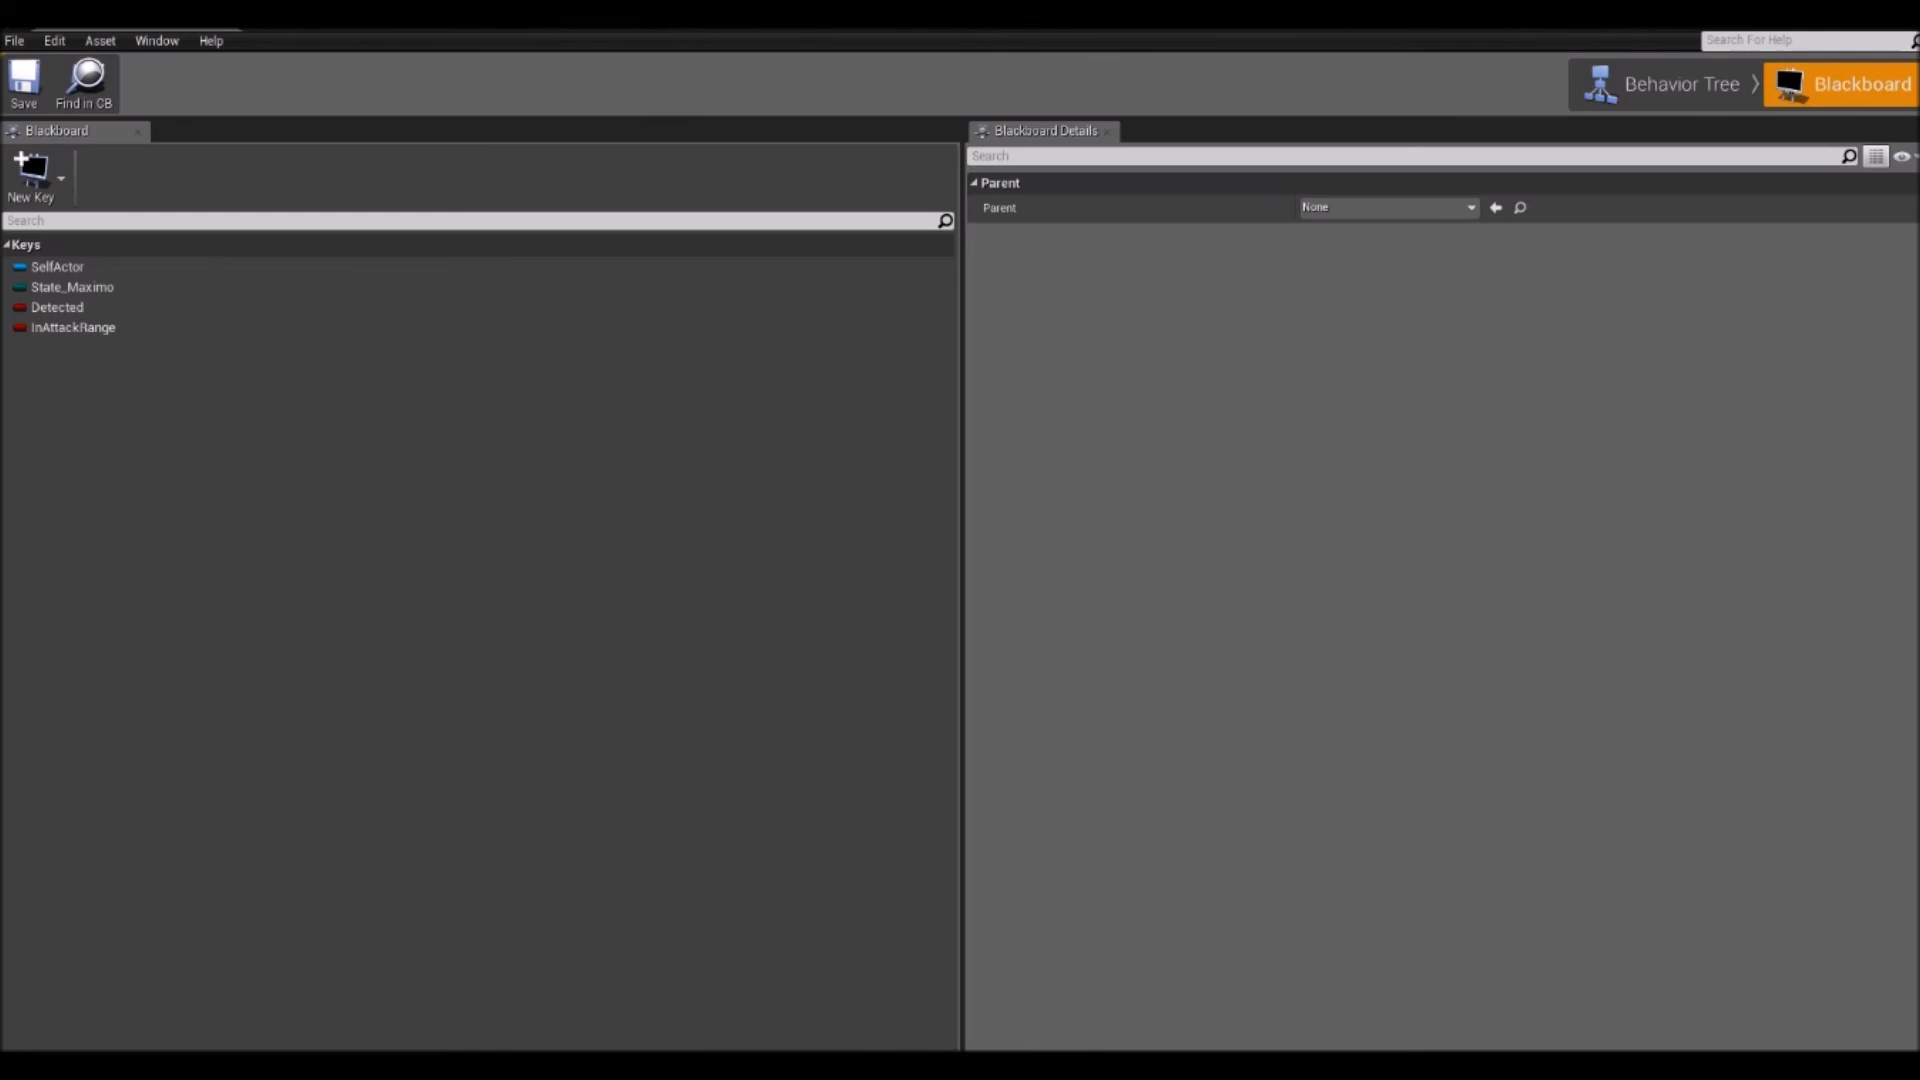 File Edit Asset Window Help
Search For Help
Save Find in CB
Behavior Tree Blackboard
Blackboard
New Key
Search
Keys
SelfActor
State_Maximo
Detected
InAttackRange
Blackboard Details
Search
Parent
Parent None